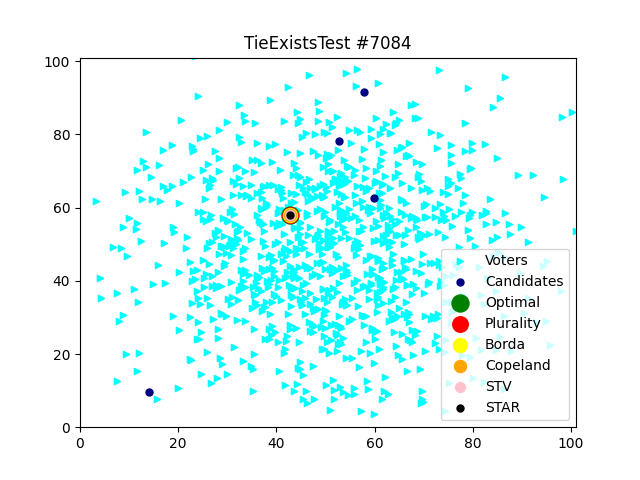 TieExistsTest #7084
100
80
60
40
20
0
0 20 40 60 80 100
Voters
Candidates
Optimal
Plurality
Borda
Copeland
STV
STAR